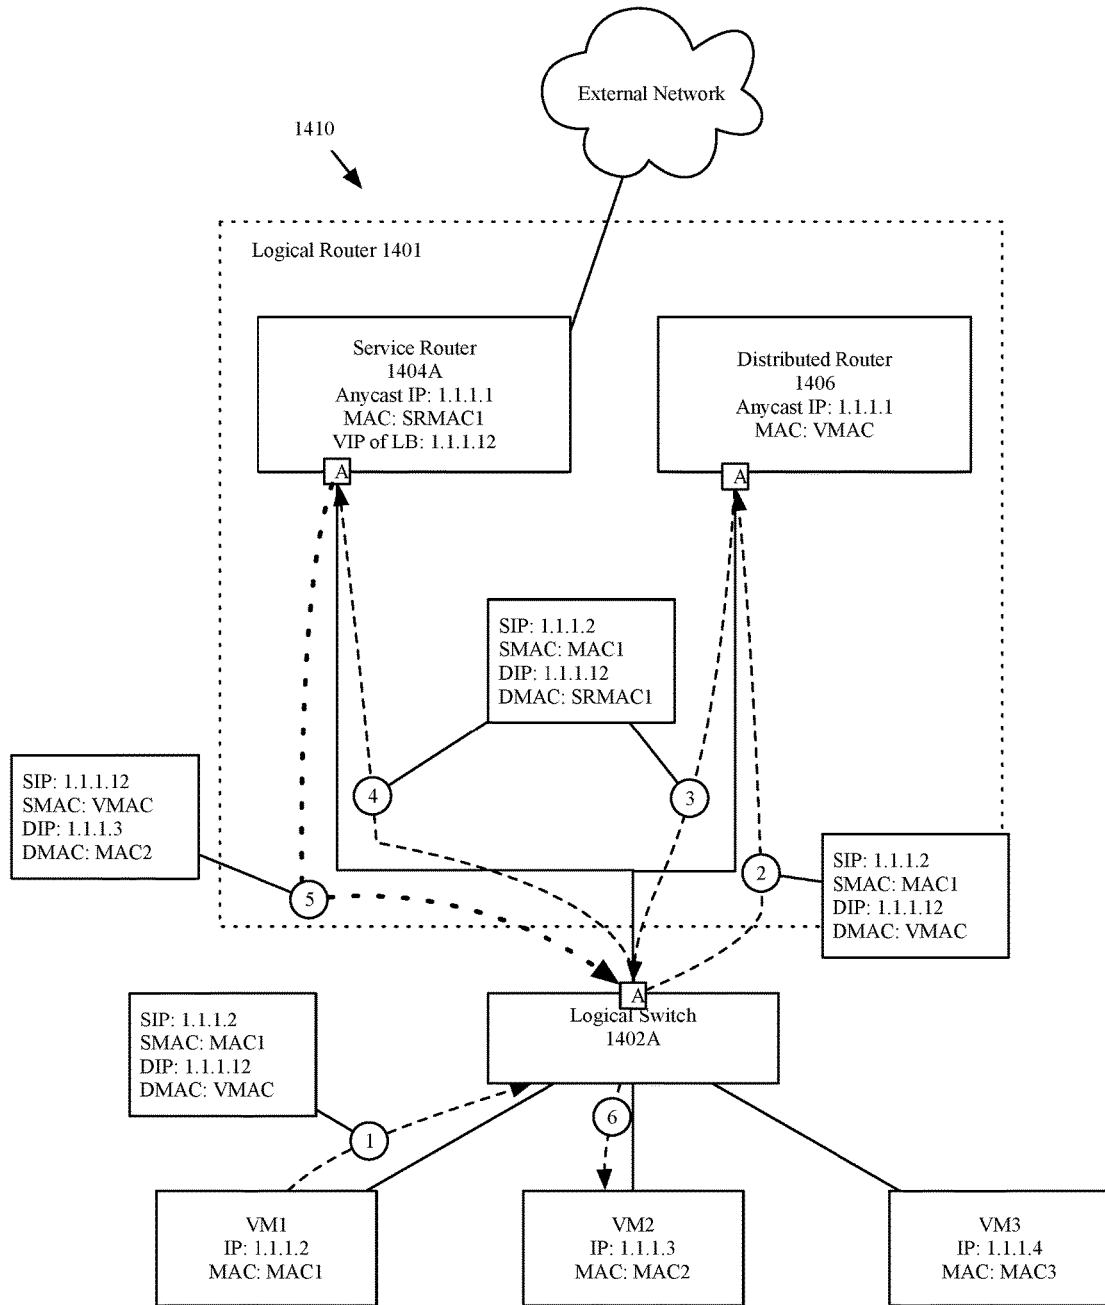 External Network
1410
Logical Router 1401
Service Router
1404A
Anycast IP: 1.1.1.1
MAC: SRMAC1
VIP of LB: 1.1.1.12
A
Distributed Router
1406
Anycast IP: 1.1.1.1
MAC: VMAC
A
SIP: 1.1.1.2
SMAC: MAC1
DIP: 1.1.1.12
DMAC: SRMAC1
4
3
SIP: 1.1.1.12
SMAC: VMAC
DIP: 1.1.1.3
DMAC: MAC2
5
2
SIP: 1.1.1.2
SMAC: MAC1
DIP: 1.1.1.12
DMAC: VMAC
A
Logical Switch
1402A
SIP: 1.1.1.2
SMAC: MAC1
DIP: 1.1.1.12
DMAC: VMAC
1
6
VM1
IP: 1.1.1.2
MAC: MAC1
VM2
IP: 1.1.1.3
MAC: MAC2
VM3
IP: 1.1.1.4
MAC: MAC3